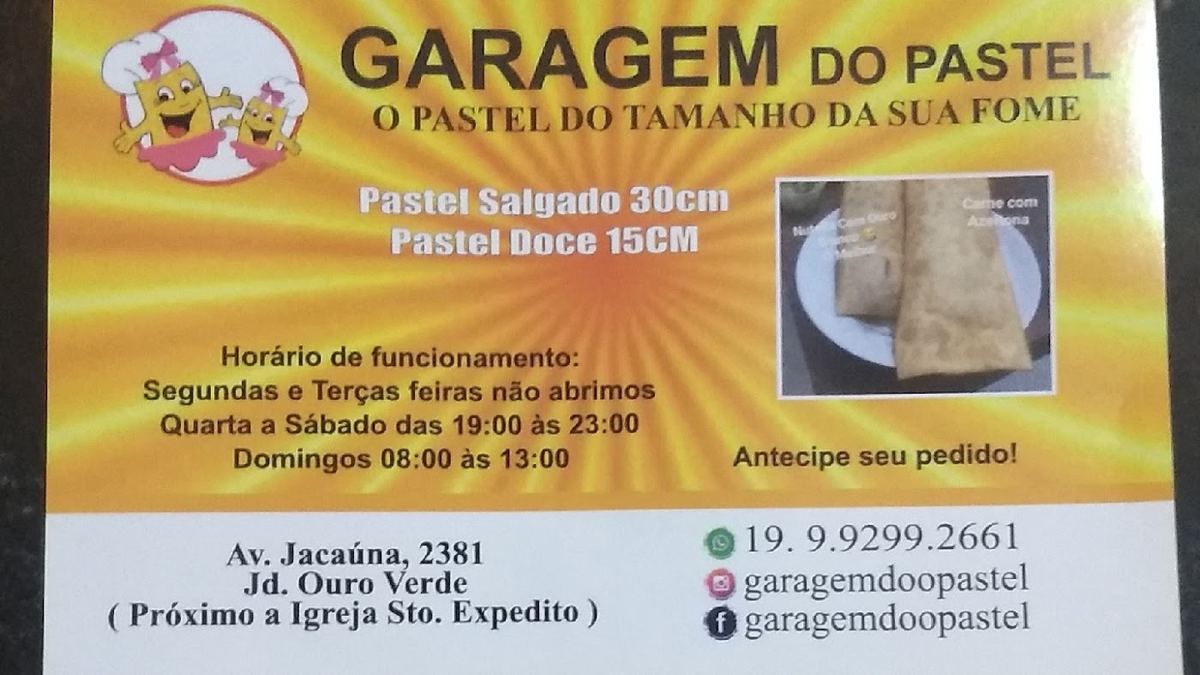 GARAGEM DO PASTEL
O PASTEL DO TAMANHO DA SUA FOME
Pastel Salgado 30cm
Pastel Doce 15CM
Carne com
Azeitona
Com Ouro
Horário de funcionamento:
Segundas e Terças feiras não abrimos
Quarta a Sábado das 19:00 às 23:00
Domingos 08:00 às 13:00
Antecipe seu pedido!
Av. Jacaúna, 2381
Jd. Ouro Verde
( Próximo a Igreja Sto. Expedito )
19. 9.9299.2661
garagemdoopastel
garagemdoopastel